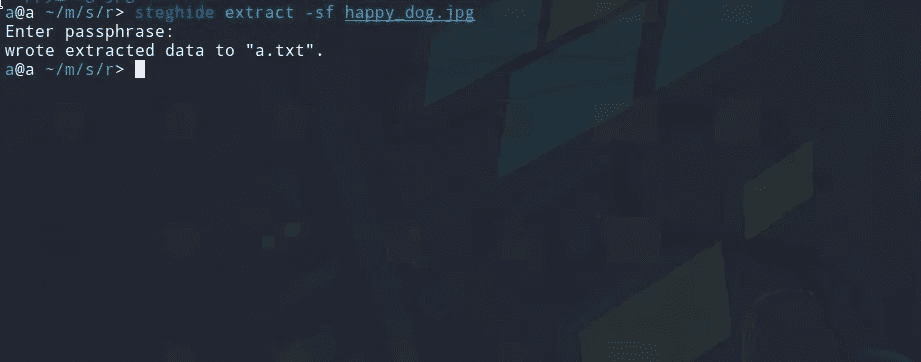 a@a ~/m/s/r> steghide extract -sf happy_dog.jpg
Enter passphrase:
wrote extracted data to "a.txt".
a@a ~/m/s/r>